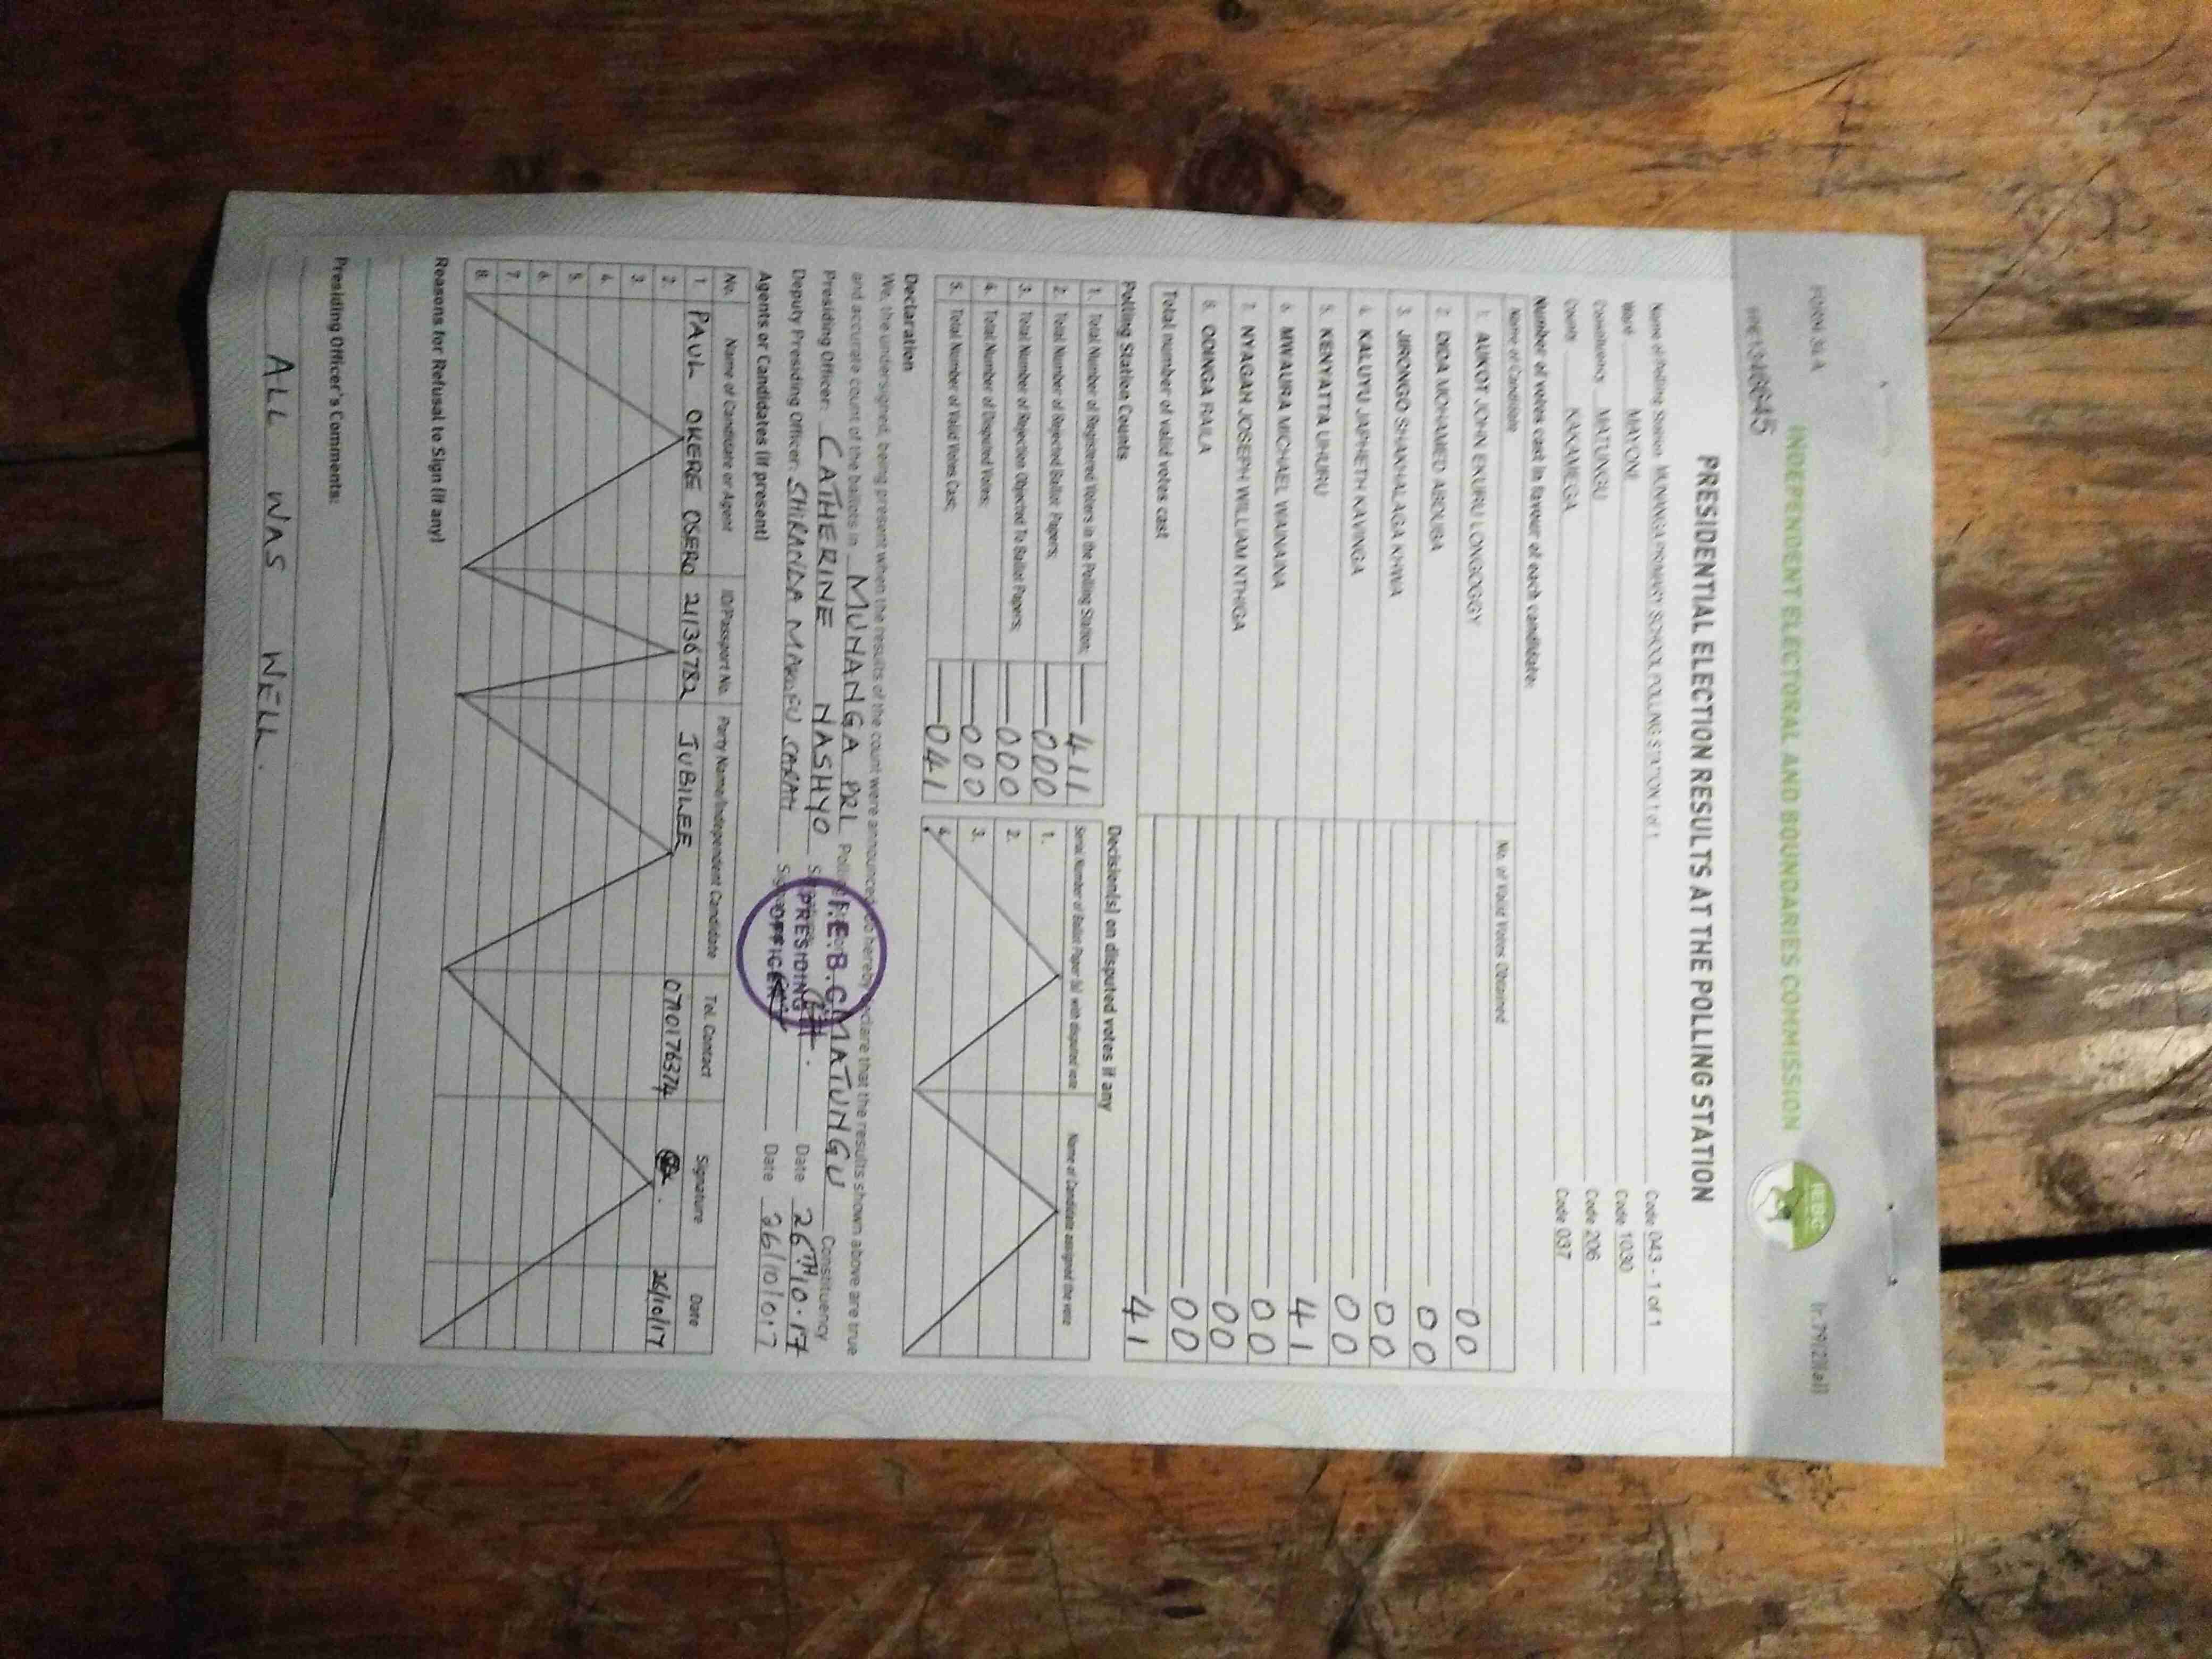 FORM 34 A (r.79(2)(a))
INDEPENDENT ELECTORAL AND BOUNDARIES COMMISSION
IEBC
PRESIDENTIAL ELECTION RESULTS AT THE POLLING STATION
Name of Polling Station MUNANGA PRIMARY SCHOOL POLLING STATION 1 of 1 Code 043 - 1 of 1
Ward MAYONI Code 1030
Constituency MATUNGU Code 206
County KAKAMEGA Code 037
Number of votes cast in favour of each candidate:
Name of Candidate No. of Valid Votes Obtained
1. AUKOT JOHN EKURU LONGOGGY 00
2. DIDA MOHAMED ABDUBA 00
3. JIRONGO SHAKHALAGA KHWA 00
4. KALUYU JAPHETH KAVINGA 00
5. KENYATTA UHURU 41
6. MWAURA MICHAEL WAINAINA 00
7. NYAGAH JOSEPH WILLIAM NTHIGA 00
8. ODINGA RAILA 00
Total number of valid votes cast 41
Polling Station Counts
1. Total Number of Registered Voters in the Polling Station; 411
2. Total Number of Rejected Ballot Papers; 000
3. Total Number of Rejection Objected To Ballot Papers; 000
4. Total Number of Disputed Votes; 000
5. Total Number of Valid Votes Cast; 041
Decision(s) on disputed votes if any
Serial Number of Ballot Paper (s) with disputed vote Name of Candidate assigned the vote
1.
2.
3.
4.
Declaration
We, the undersigned, being present when the results of the count were announced, do hereby declare that the results shown above are true
and accurate count of the ballots in MUNANGA PRI Polling MATUNGU Constituency
Presiding Officer: CATHERINE NASHYO Date 26TH 10.17
Deputy Presiding Officer: SHIRANDA SARAH Date 26/10/017
I.E.B.C
PRESIDING
OFFICER
Agents or Candidates (if present)
No. Name of Candidate or Agent ID/Passport No. Party Name/Independent Candidate Tel. Contact Signature Date
1. PAUL OKERE OSERO 21136782 JUBILEE 0710176374 26/10/17
2.
3.
4.
5.
6.
7.
8.
Reasons for Refusal to Sign (if any)
Presiding Officer's Comments:
ALL WAS WELL.